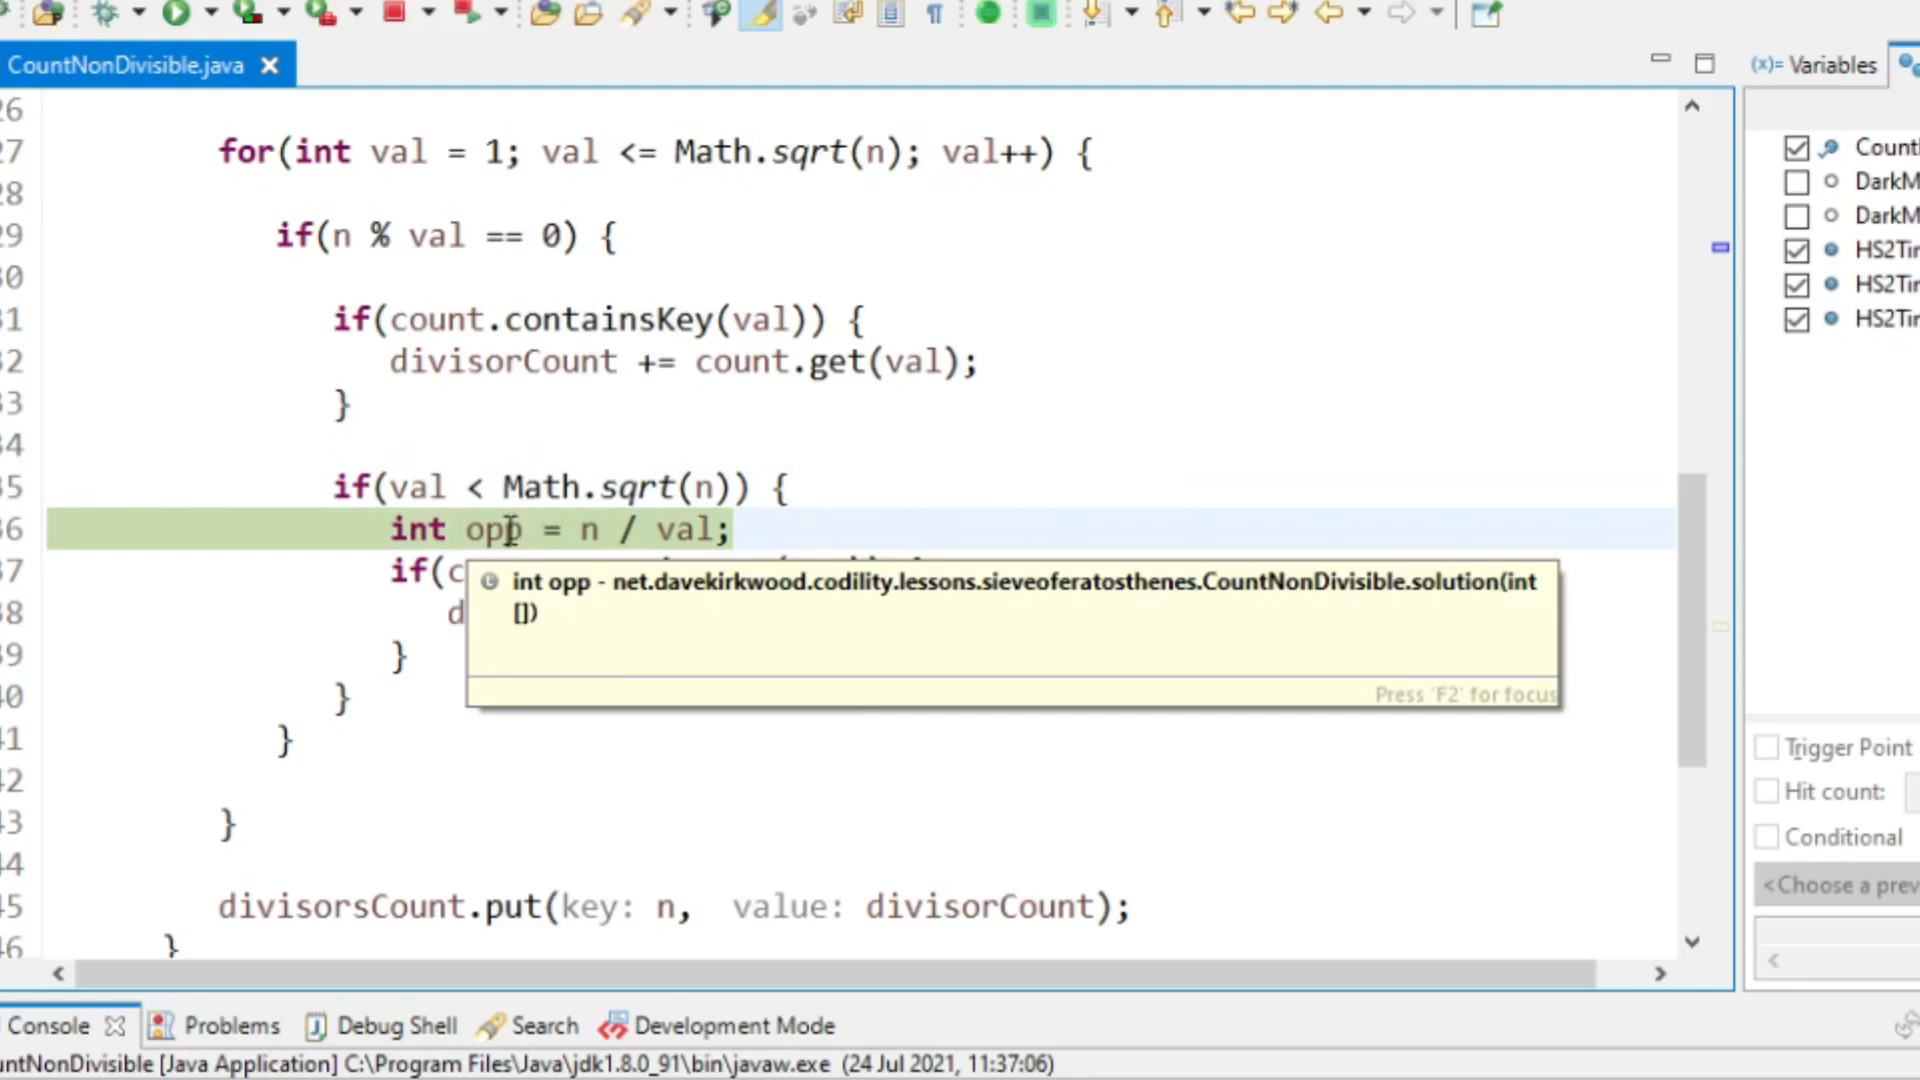 CountNonDivisible.java
(x)= Variables
26
27 for(int val = 1; val <= Math.sqrt(n); val++) {
28
29 if(n % val == 0) {
30
31 if(count.containsKey(val)) {
32 divisorCount += count.get(val);
33 }
34
35 if(val < Math.sqrt(n)) {
36 int opp = n / val;
37 if(c
int opp - net.davekirkwood.codility.lessons.sieveoferatosthenes.CountNonDivisible.solution(int
[])
38 d
39 }
Press 'F2' for focus
40 }
41 }
42
43 }
44
45 divisorsCount.put(key: n, value: divisorCount);
46 }
Count
DarkM
DarkM
HS2Tir
HS2Tir
HS2Tir
Trigger Point
Hit count:
Conditional
<Choose a prev
Console Problems Debug Shell Search Development Mode
untNonDivisible [Java Application] C:\Program Files\Java\jdk1.8.0_91\bin\javaw.exe (24 Jul 2021, 11:37:06)